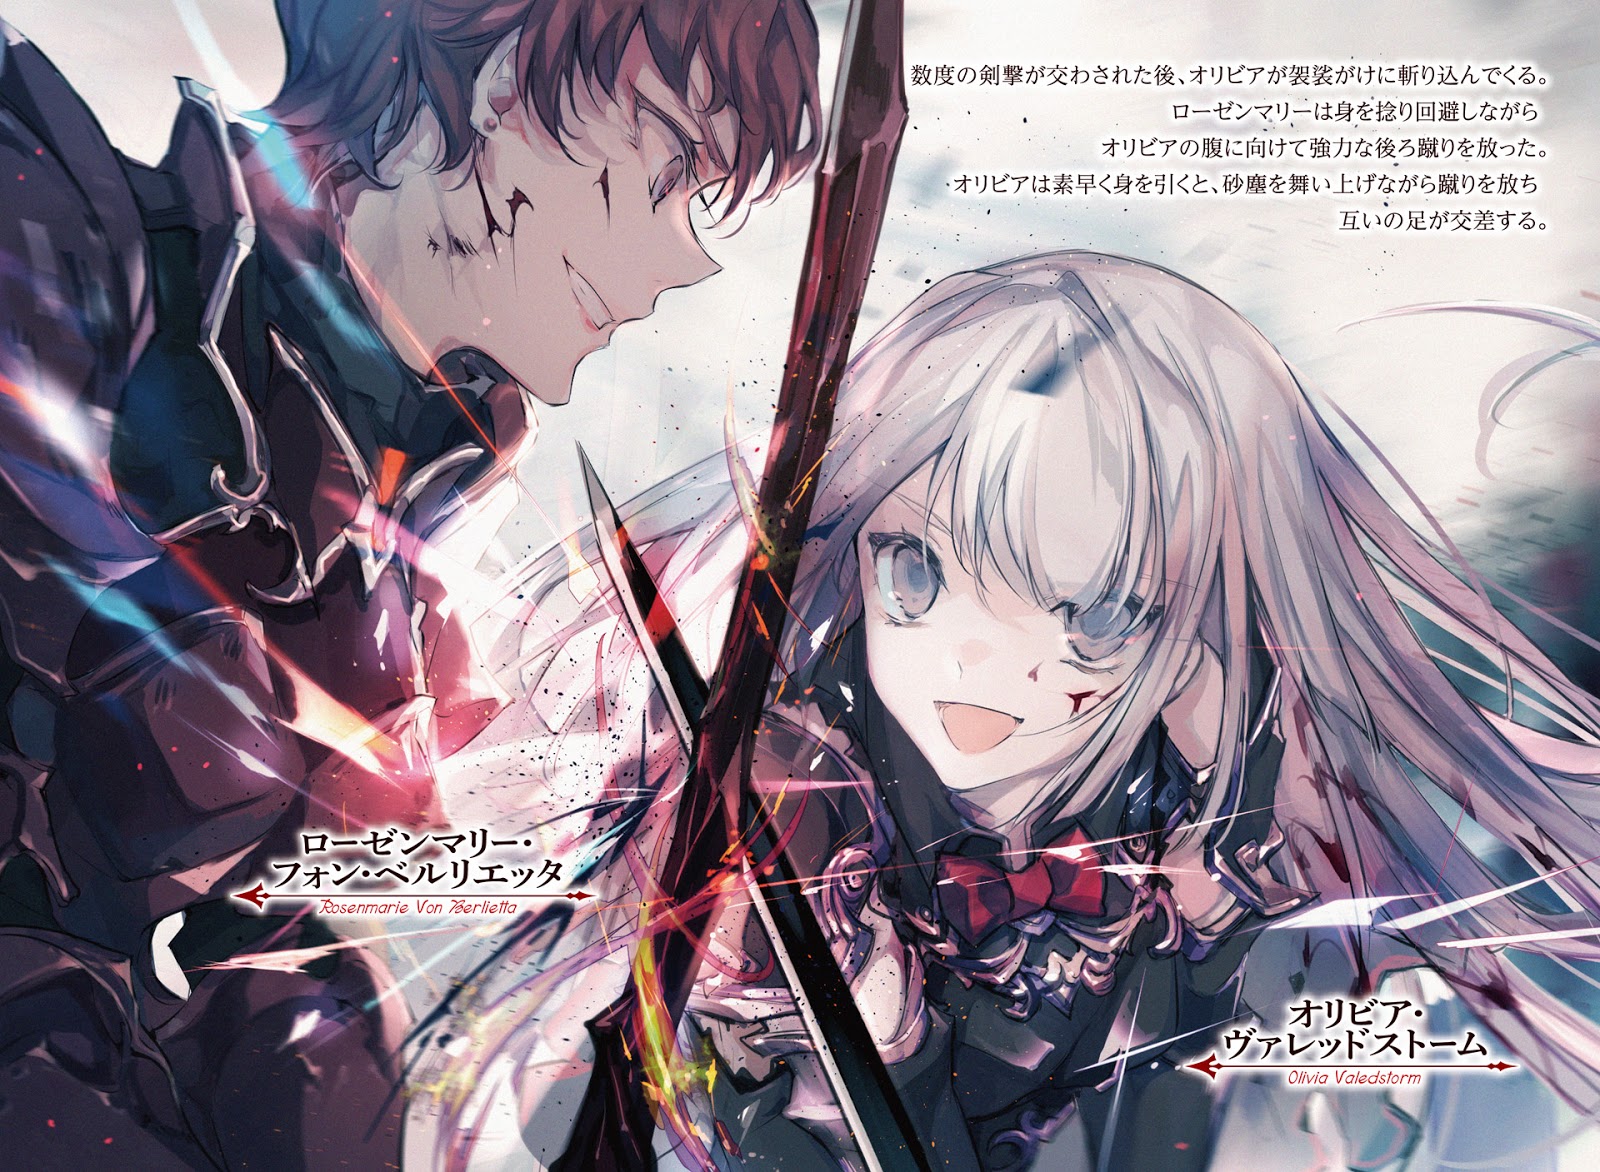 数度の剣撃が交わされた後、オリビアが袈裟がけに斬り込んでくる。
ローゼンマリーは身を捻り回避しながら
オリビアの腹に向けて強力な後ろ蹴りを放った。
オリビアは素早く身を引くと、砂塵を舞い上げながら蹴りを放ち
互いの足が交差する。
ローゼンマリー・
フォン・ベルリエッタ
Rosenmarie Von Berlietta
オリビア・
ヴァレッドストーム
Olivia Valedstorm